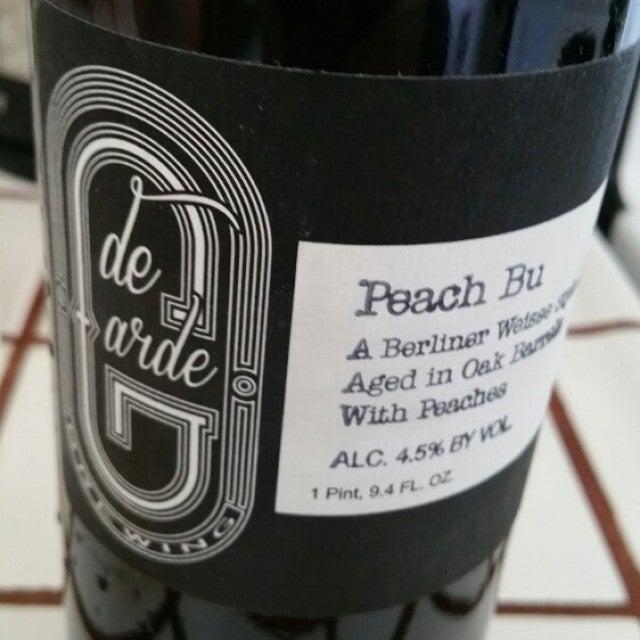 de
Garde
Peach Bu
A Berliner Weisse
Aged in Oak Barrels
With Peaches
ALC. 4.5% BY VOL
1 Pint, 9.4 FL. OZ.